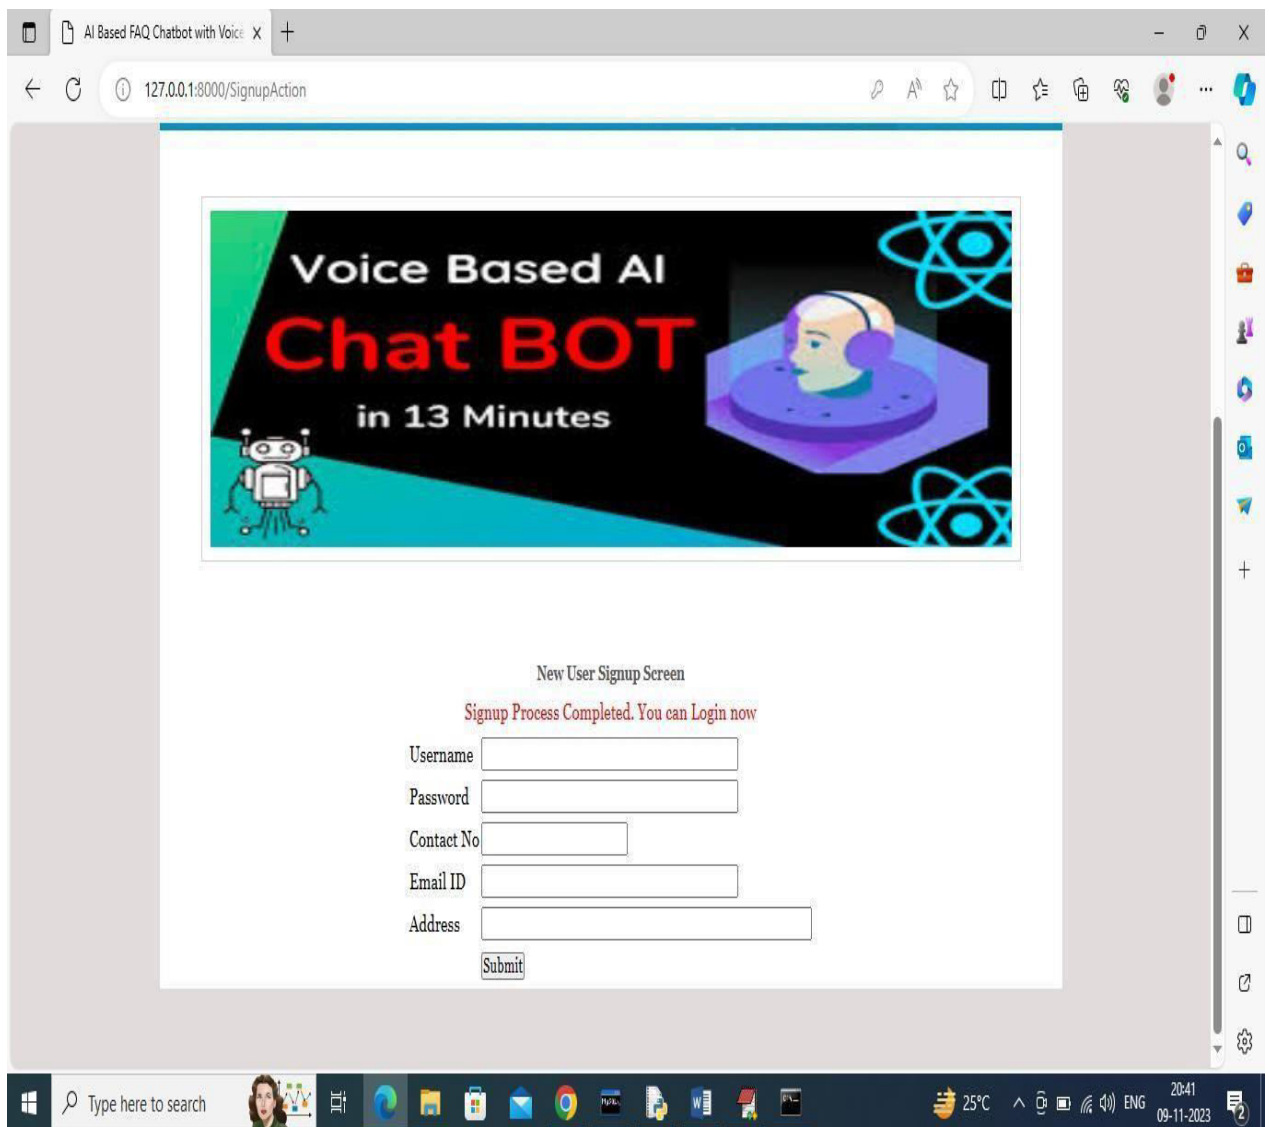 AI Based FAQ Chatbot with Voice
127.0.0.1:8000/SignupAction
Voice Based AI
Chat BOT
in 13 Minutes
New User Signup Screen
Signup Process Completed. You can Login now
Username
Password
Contact No
Email ID
Address
Submit
Type here to search
25°C
ENG
20:41
09-11-2023
2